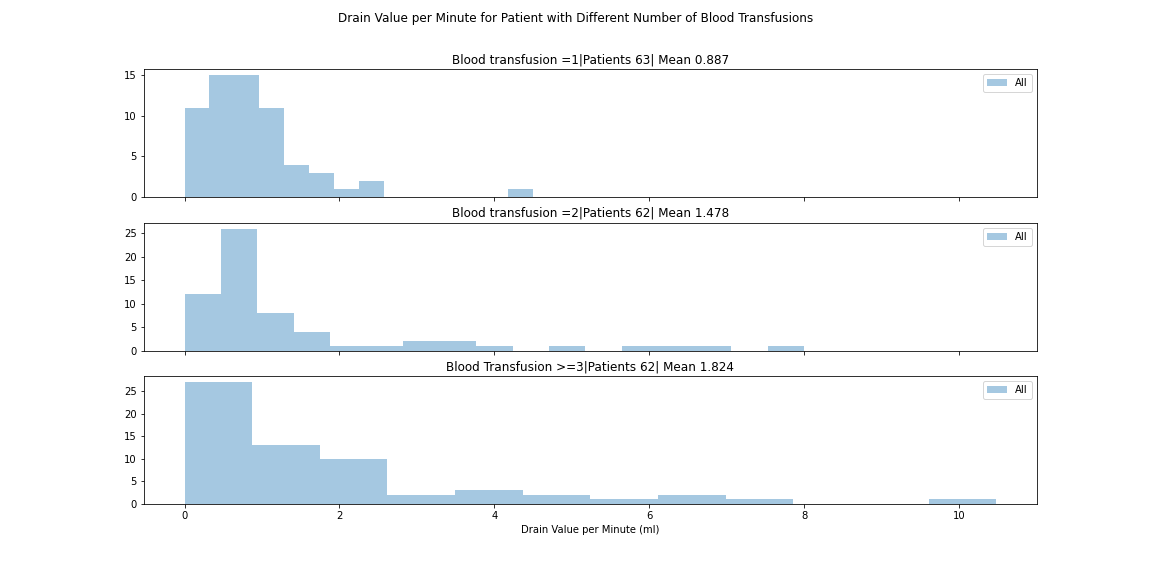 Drain Value per Minute for Patient with Different Number of Blood Transfusions
Blood transfusion =1|Patients 63| Mean 0.887
15
10
5
0
All
Blood transfusion =2|Patients 62| Mean 1.478
25
20
15
10
5
0
All
Blood Transfusion >=3|Patients 62| Mean 1.824
25
20
15
10
5
0
All
0 2 4 6 8 10
Drain Value per Minute (ml)